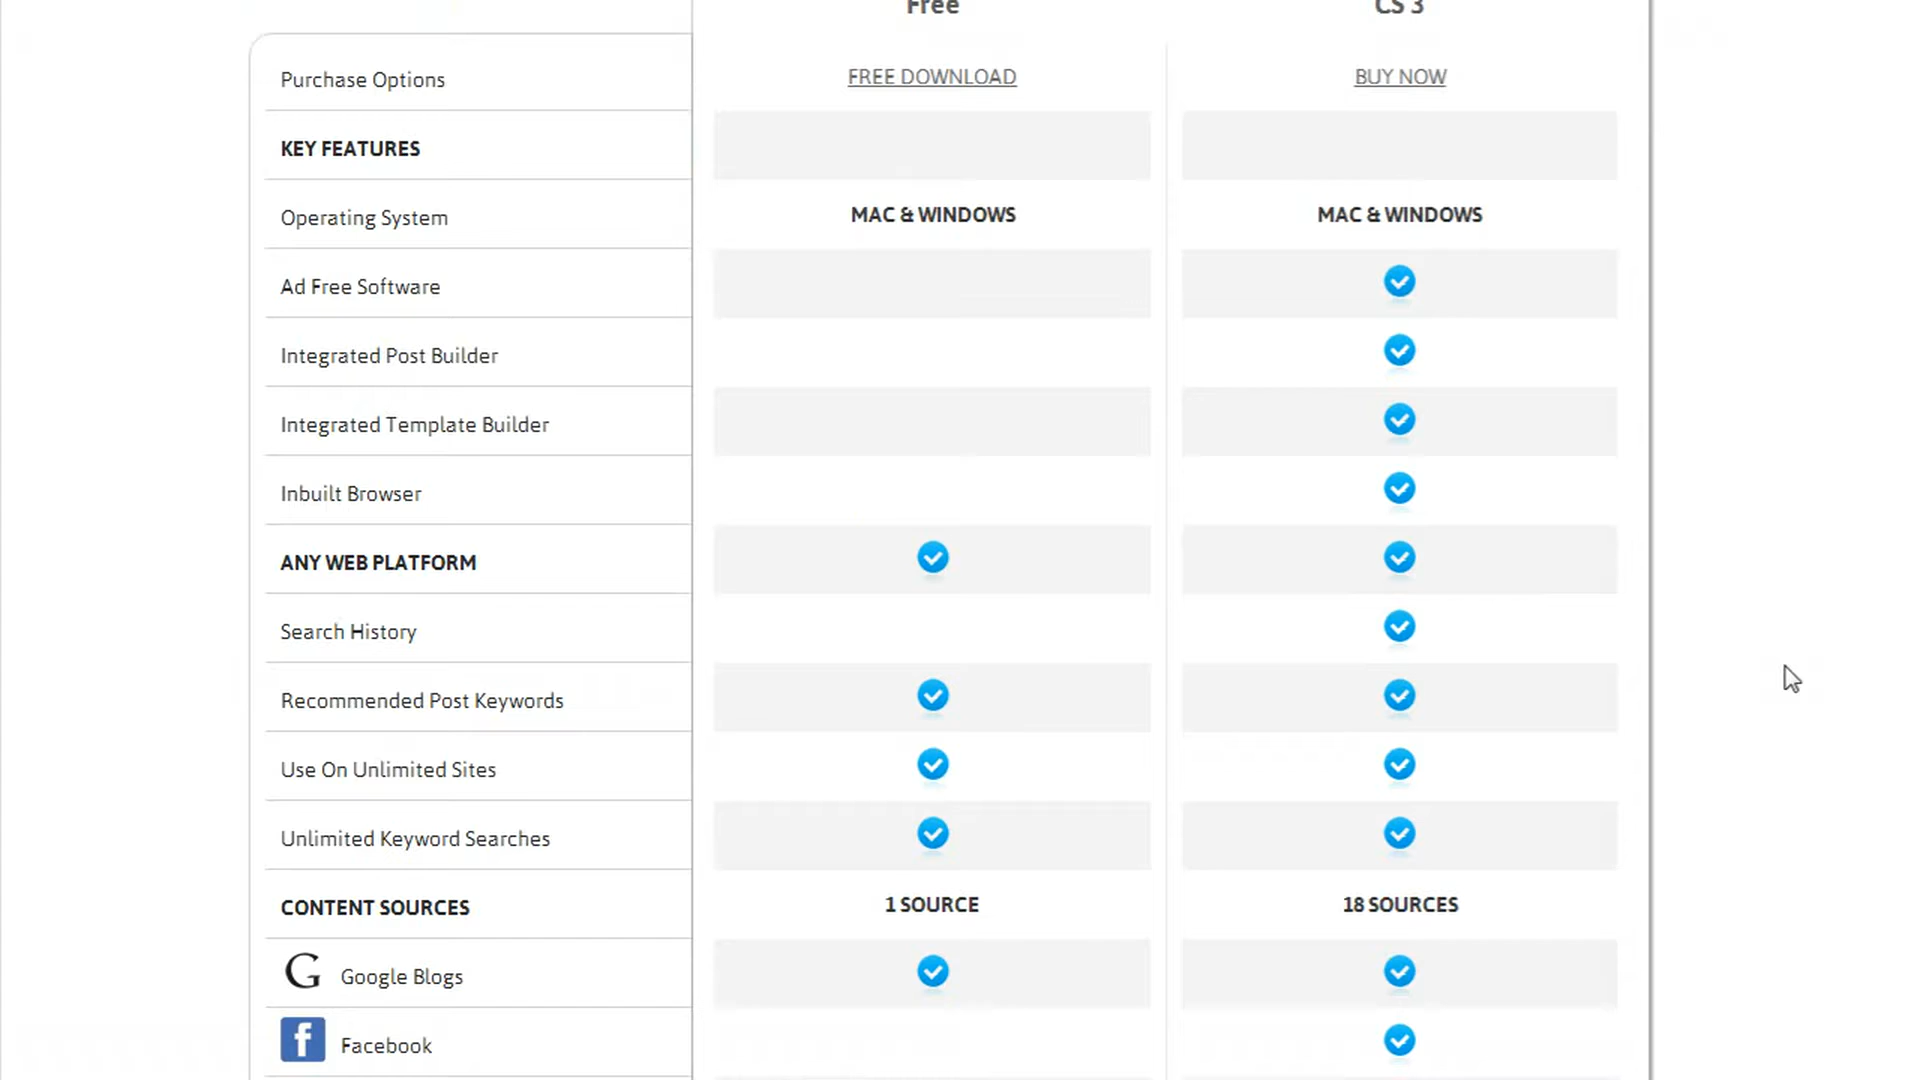 Free CS 3
Purchase Options FREE DOWNLOAD BUY NOW
KEY FEATURES
Operating System MAC & WINDOWS MAC & WINDOWS
Ad Free Software
Integrated Post Builder
Integrated Template Builder
Inbuilt Browser
ANY WEB PLATFORM
Search History
Recommended Post Keywords
Use On Unlimited Sites
Unlimited Keyword Searches
CONTENT SOURCES 1 SOURCE 18 SOURCES
G Google Blogs
f Facebook